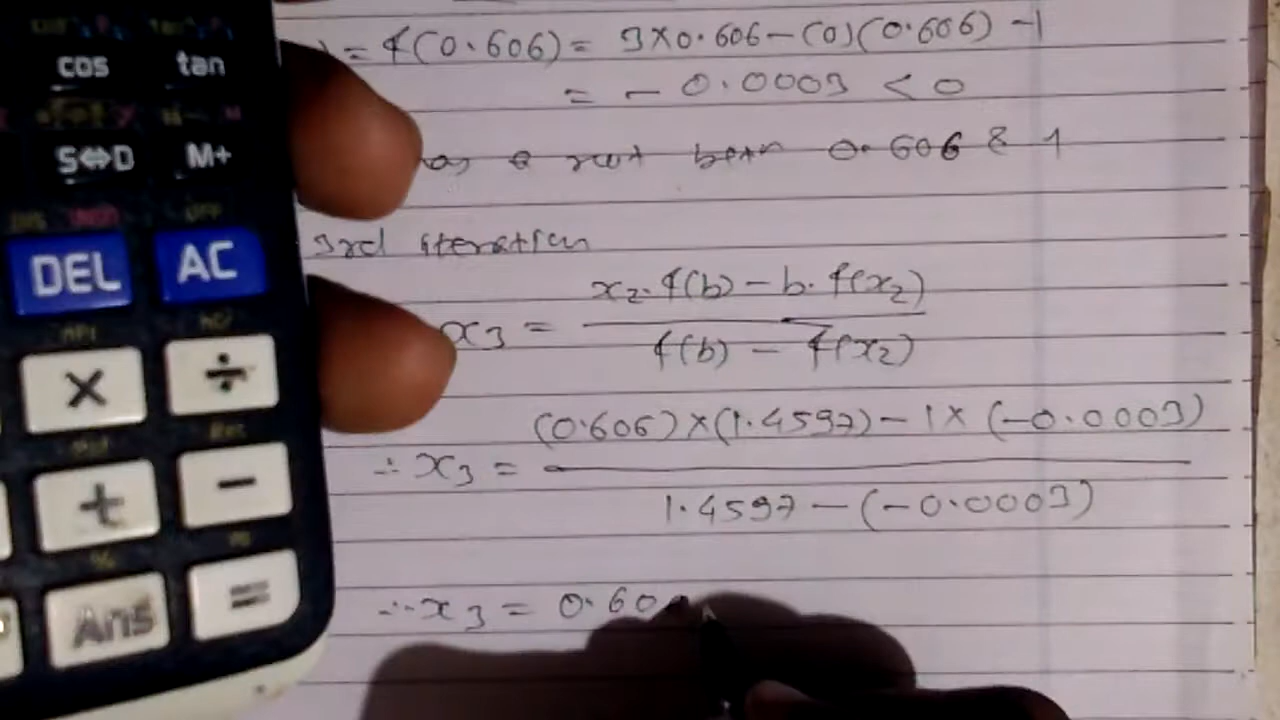 cos tan
S⇔D M+
DEL AC
× ÷
+ −
Ans =
) = f(0.606) = 3×0.606 − (0)(0.606) − 1
= − 0.0003 < 0
as a root betn 0.606 & 1
3rd iteration
x₃ = x₂.f(b) − b.f(x₂) / f(b) − f(x₂)
∴ x₃ = (0.606)×(1.4597) − 1×(−0.0003) / 1.4597 − (−0.0003)
∴ x₃ = 0.60